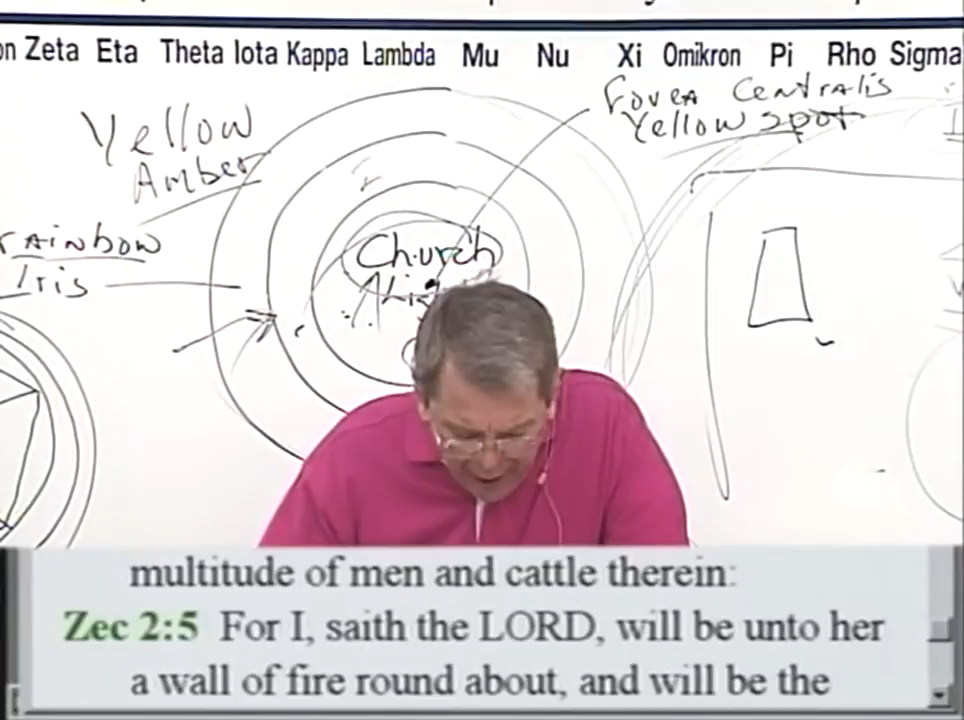 Zeta Eta Theta Iota Kappa Lambda Mu Nu Xi Omikron Pi Rho Sigma
Fovea Centralis
Yellow spot
Yellow
Amber
rainbow
Iris
Church
multitude of men and cattle therein:
Zec 2:5 For I, saith the LORD, will be unto her
a wall of fire round about, and will be the